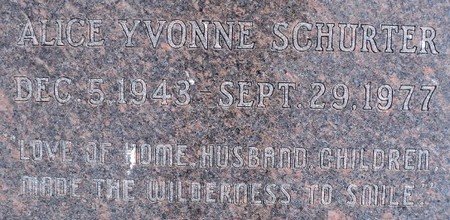 ALICE YVONNE SCHURTER
DEC. 5, 1943 - SEPT. 29, 1977
LOVE OF HOME, HUSBAND, CHILDREN,
MADE THE WILDERNESS TO SMILE."